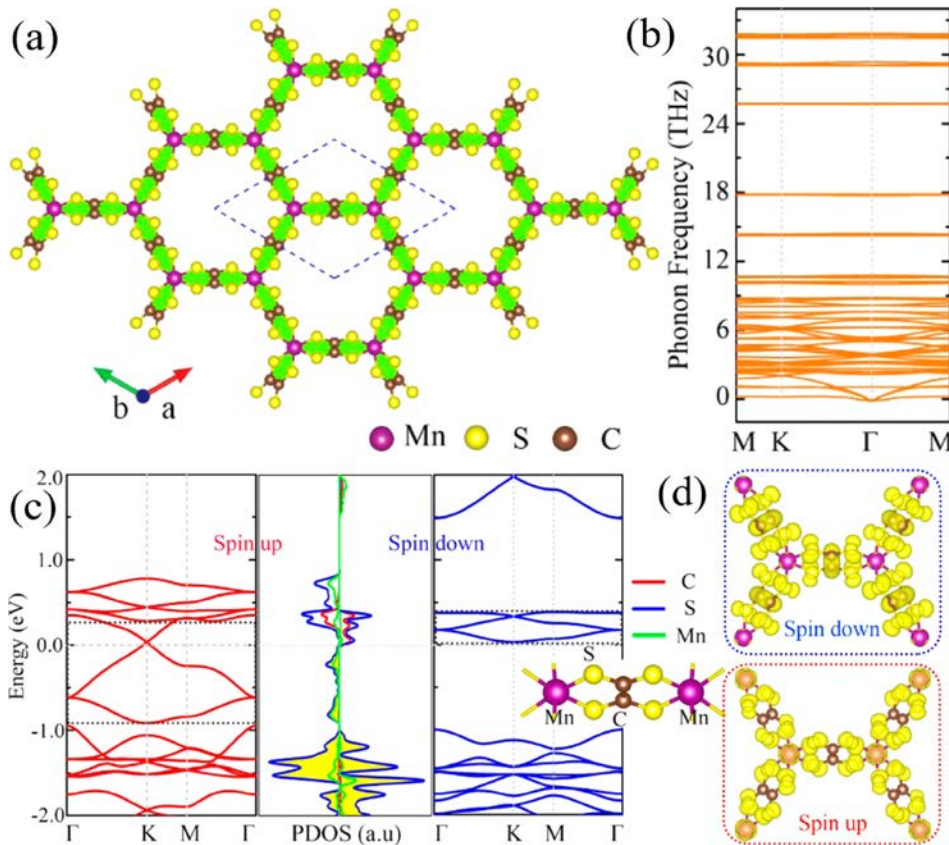 (a)
b a
Mn S C
(b)
Phonon Frequency (THz)
30
24
18
12
6
0
M K Γ M
(c)
Energy (eV)
2.0
1.0
0.0
-1.0
-2.0
Spin up
Spin down
Γ K M Γ
PDOS (a.u)
Γ K M Γ
C
S
Mn
S
Mn C Mn
(d)
Spin down
Spin up